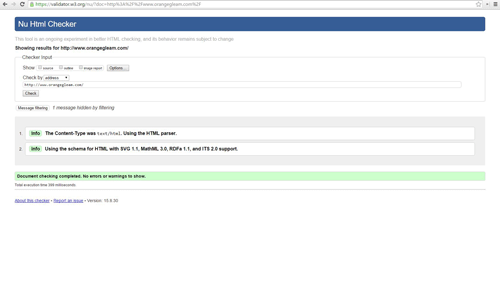 https://validator.w3.org/nu/?doc=http%3A%2F%2Fwww.orangegleam.com%2F
Nu Html Checker
This tool is an ongoing experiment in better HTML checking, and its behavior remains subject to change
Showing results for http://www.orangegleam.com/
Checker Input
Show source outline image report Options...
Check by address
http://www.orangegleam.com/
Check
Message filtering 1 message hidden by filtering
1. Info The Content-Type was text/html. Using the HTML parser.
2. Info Using the schema for HTML with SVG 1.1, MathML 3.0, RDFa 1.1, and ITS 2.0 support.
Document checking completed. No errors or warnings to show.
Total execution time milliseconds.
About this checker • Report an issue • Version: 15.6.30